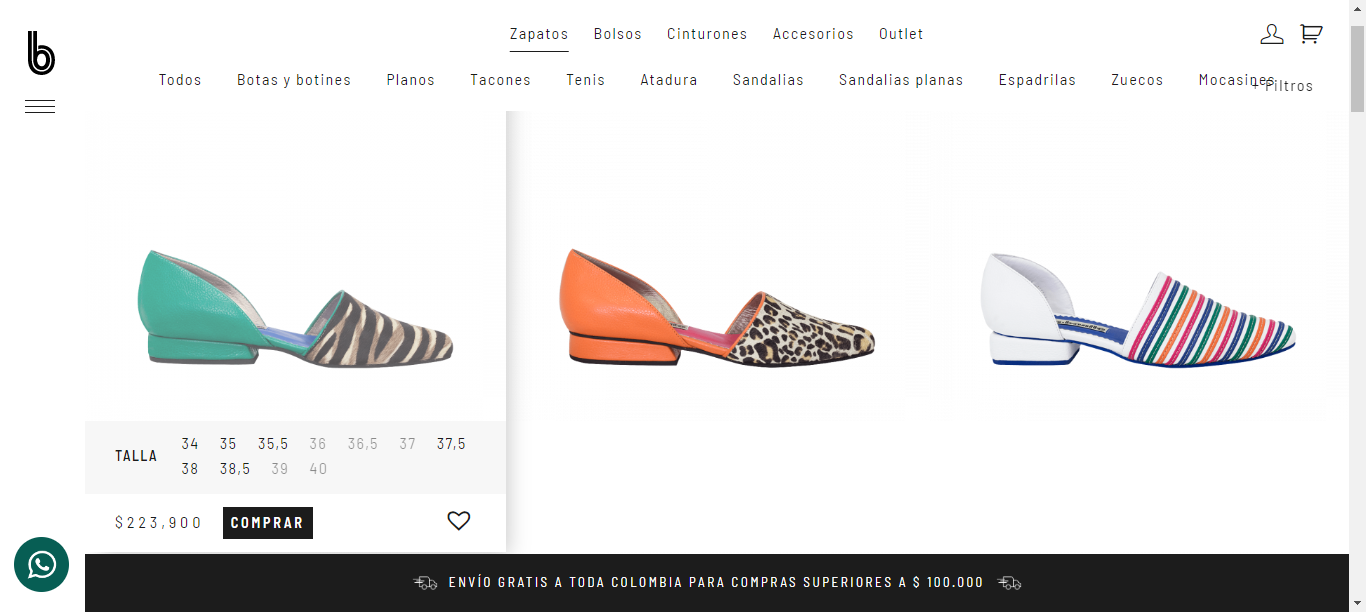 b
Zapatos Bolsos Cinturones Accesorios Outlet
Todos Botas y botines Planos Tacones Tenis Atadura Sandalias Sandalias planas Espadrilas Zuecos Mocasines
+ Filtros
TALLA
34 35 35,5 36 36,5 37 37,5
38 38,5 39 40
$223,900 COMPRAR
ENVÍO GRATIS A TODA COLOMBIA PARA COMPRAS SUPERIORES A $ 100.000